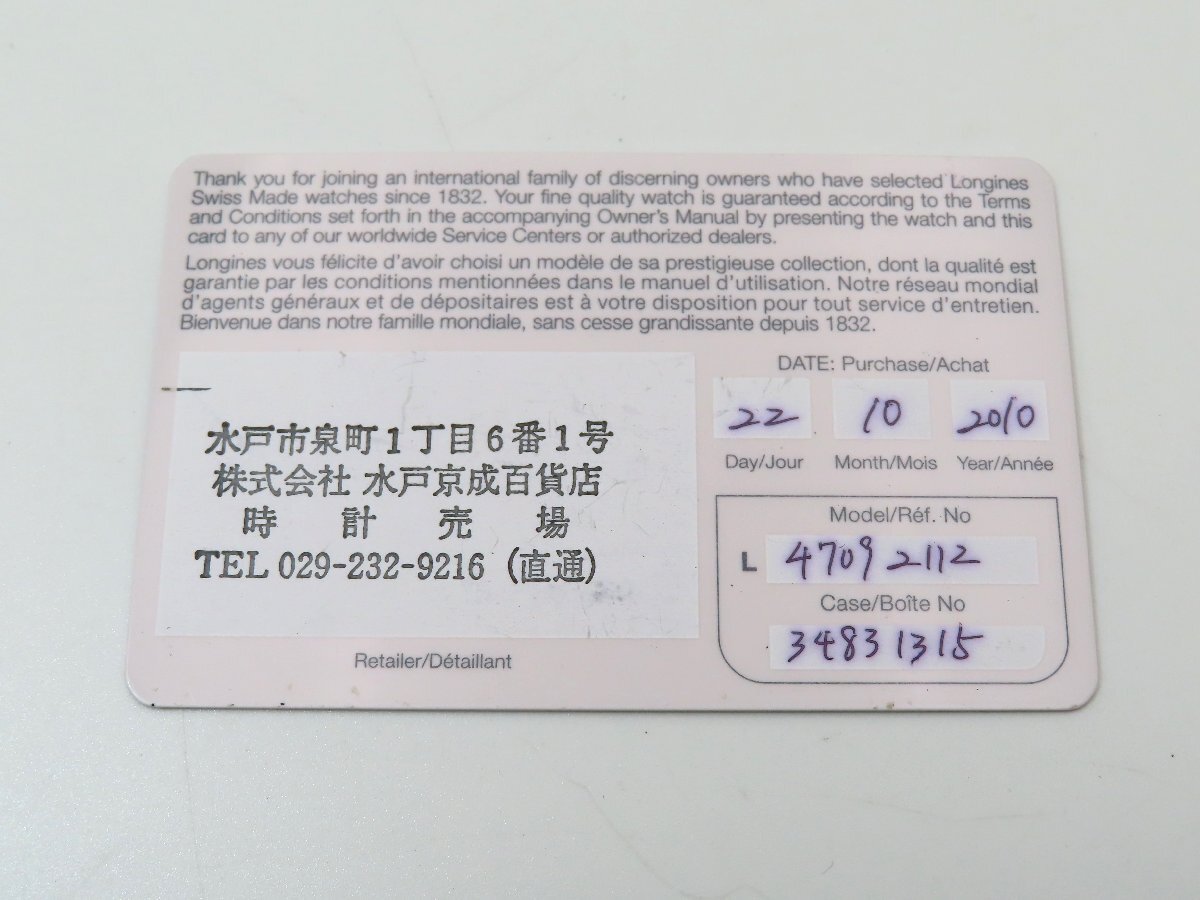 Thank you for joining an international family of discerning owners who have selected Longines
Swiss Made watches since 1832. Your fine quality watch is guaranteed according to the Terms
and Conditions set forth in the accompanying Owner's Manual by presenting the watch and this
card to any of our worldwide Service Centers or authorized dealers.
Longines vous félicite d'avoir choisi un modèle de sa prestigieuse collection, dont la qualité est
garantie par les conditions mentionnées dans le manuel d'utilisation. Notre réseau mondial
d'agents généraux et de dépositaires est à votre disposition pour tout service d'entretien.
Bienvenue dans notre famille mondiale, sans cesse grandissante depuis 1832.
水戸市泉町1丁目6番1号
株式会社 水戸京成百貨店
時 計 売 場
TEL 029-232-9216 (直通)
Retailer/Détaillant
DATE: Purchase/Achat
22 10 2010
Day/Jour Month/Mois Year/Année
Model/Réf. No
L 4709 2112
Case/Boîte No
34831315